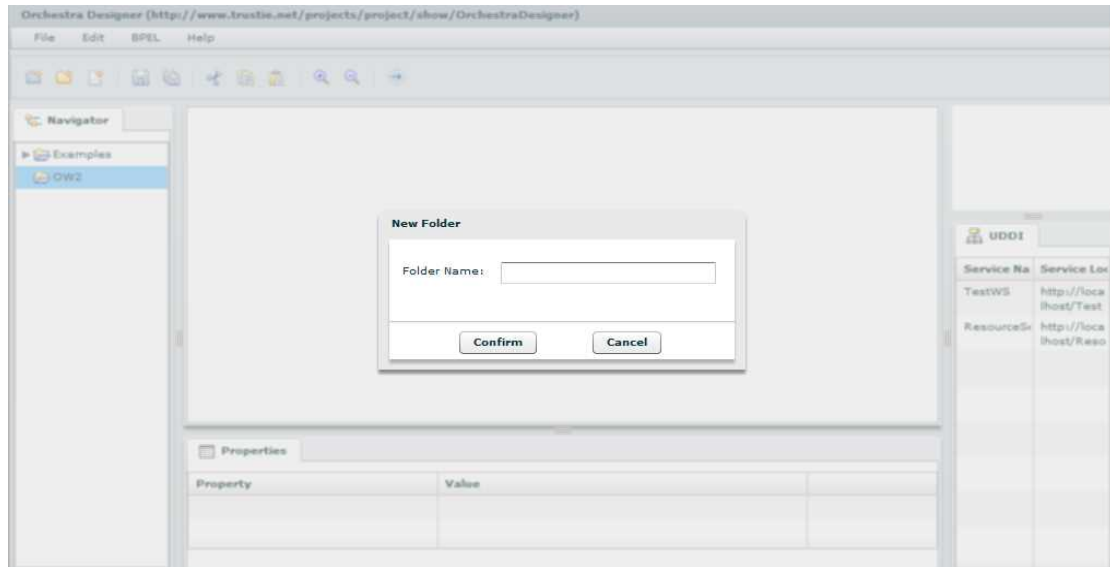 Orchestra Designer (http://www.trustie.net/projects/project/show/OrchestraDesigner)
File Edit BPEL Help
Navigator
Examples
OW2
New Folder
Folder Name:
Confirm Cancel
UDDI
Service Na Service Loc
TestWS http://loca
lhost/Test
ResourceSe http://loca
lhost/Reso
Properties
Property Value